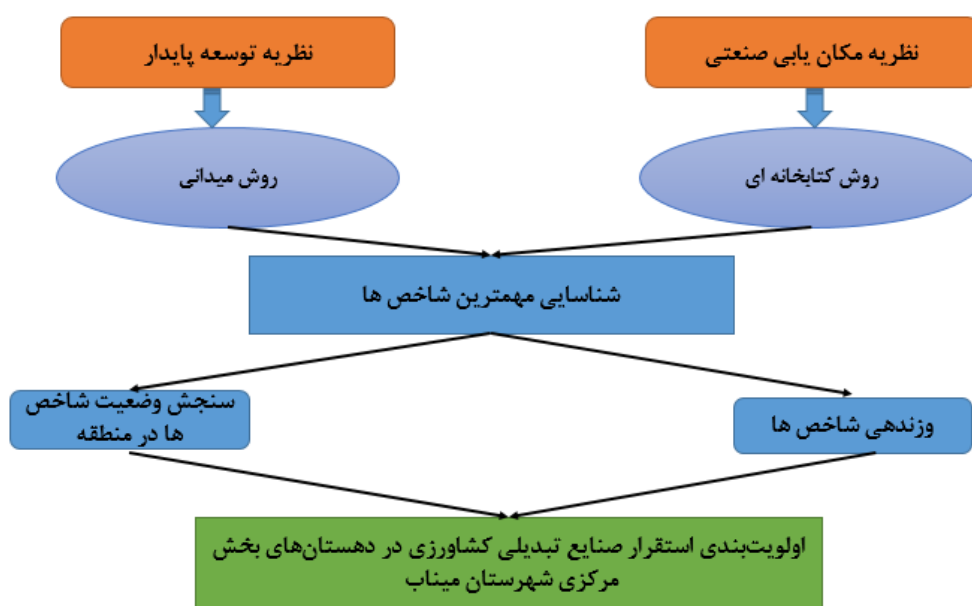 نظریه مکان یابی صنعتی
نظریه توسعه پایدار
روش کتابخانه ای
روش میدانی
شناسایی مهمترین شاخص ها
وزندهی شاخص ها
سنجش وضعیت شاخص
ها در منطقه
اولویت‌بندی استقرار صنایع تبدیلی کشاورزی در دهستان‌های بخش
مرکزی شهرستان میناب